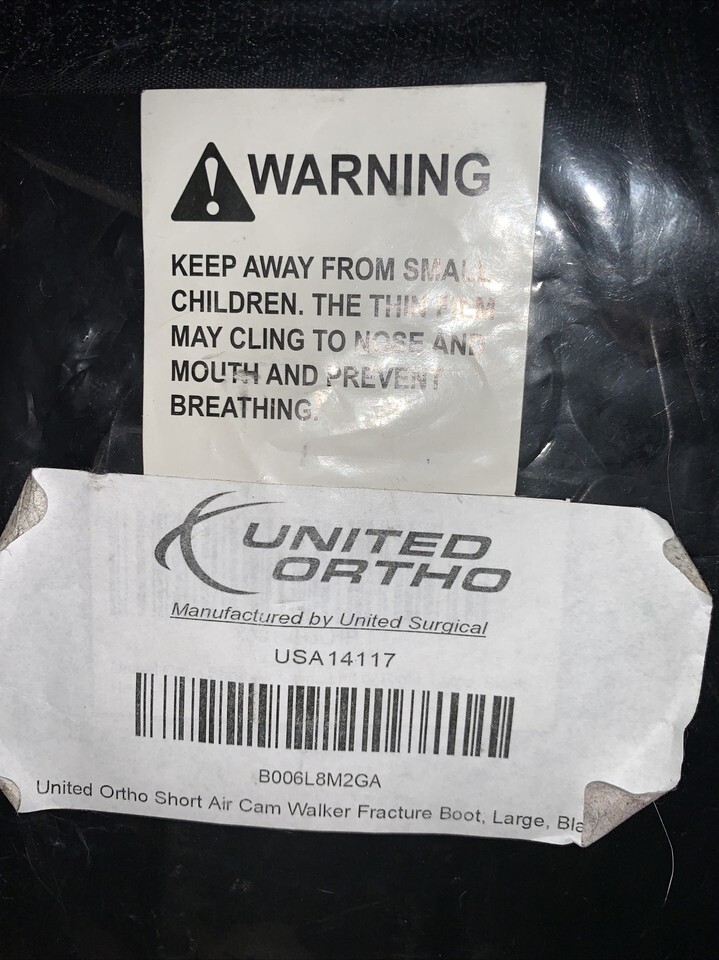 WARNING
KEEP AWAY FROM SMALL
CHILDREN. THE THIN FILM
MAY CLING TO NOSE AND
MOUTH AND PREVENT
BREATHING.
UNITED
ORTHO
Manufactured by United Surgical
USA14117
B006L8M2GA
United Ortho Short Air Cam Walker Fracture Boot, Large, Bla